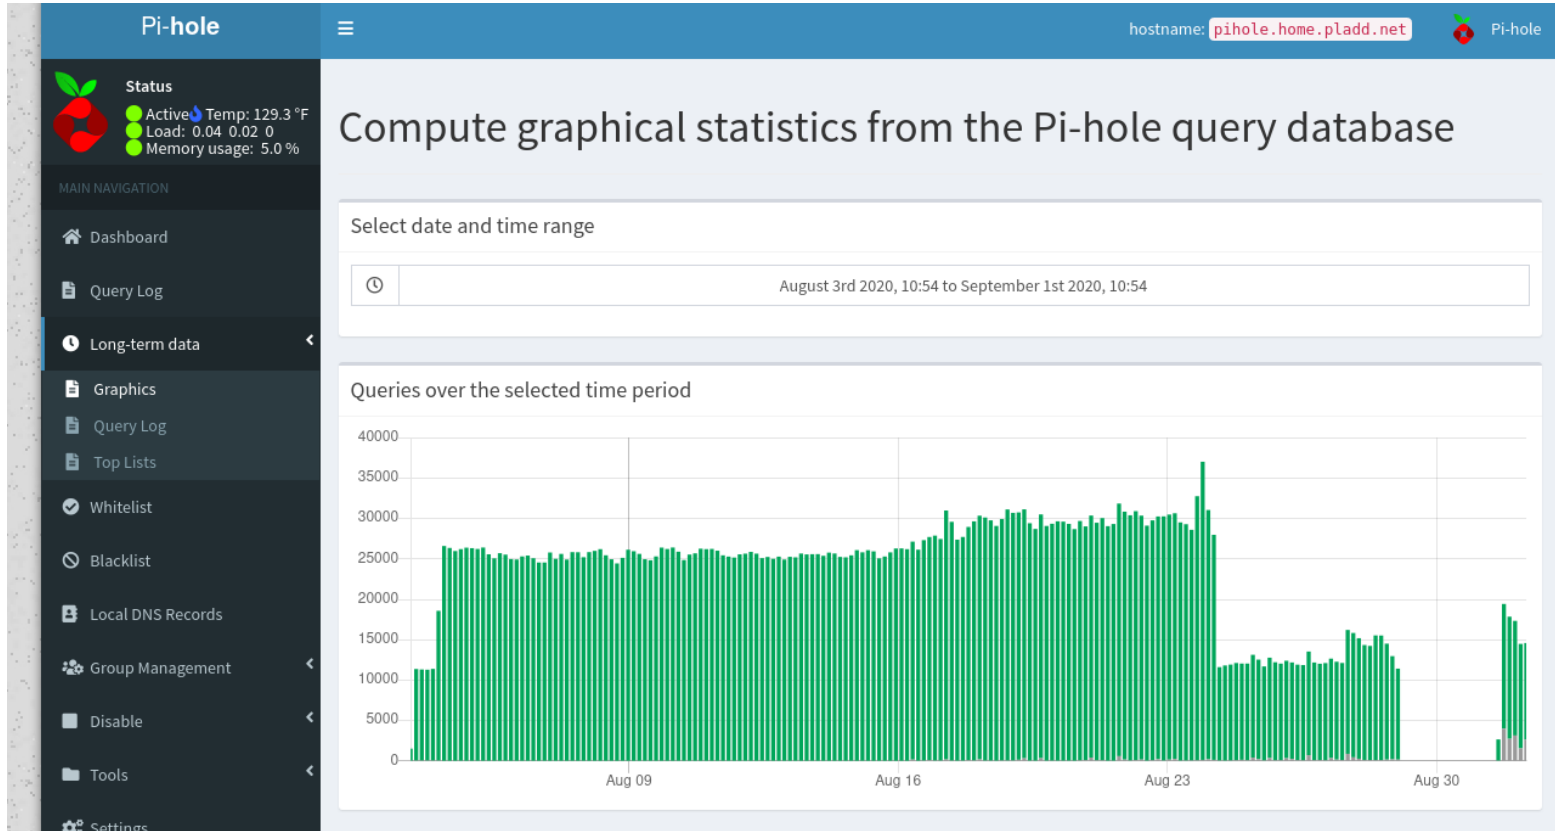 Pi-hole
hostname: pihole.home.pladd.net
Pi-hole
Status
Active Temp: 129.3 °F
Load: 0.04 0.02 0
Memory usage: 5.0 %
MAIN NAVIGATION
Dashboard
Query Log
Long-term data
Graphics
Query Log
Top Lists
Whitelist
Blacklist
Local DNS Records
Group Management
Disable
Tools
Settings
Compute graphical statistics from the Pi-hole query database
Select date and time range
August 3rd 2020, 10:54 to September 1st 2020, 10:54
Queries over the selected time period
40000
35000
30000
25000
20000
15000
10000
5000
0
Aug 09 Aug 16 Aug 23 Aug 30